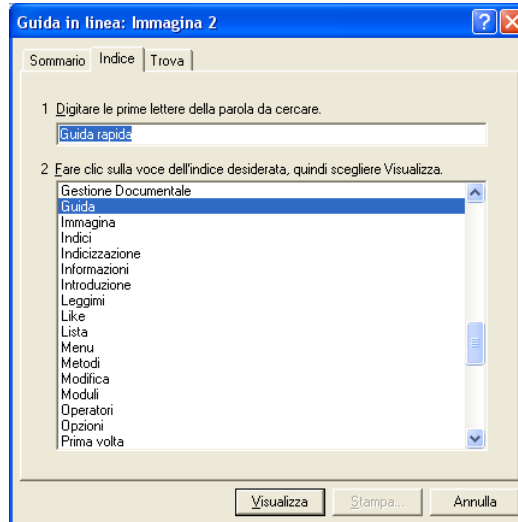 Guida in linea: Immagina 2
Sommario Indice Trova
1 Digitare le prime lettere della parola da cercare.
Guida rapida
2 Fare clic sulla voce dell'indice desiderata, quindi scegliere Visualizza.
Gestione Documentale
Guida
Immagina
Indici
Indicizzazione
Informazioni
Introduzione
Leggimi
Like
Lista
Menu
Metodi
Modifica
Moduli
Operatori
Opzioni
Prima volta
Visualizza Stampa... Annulla